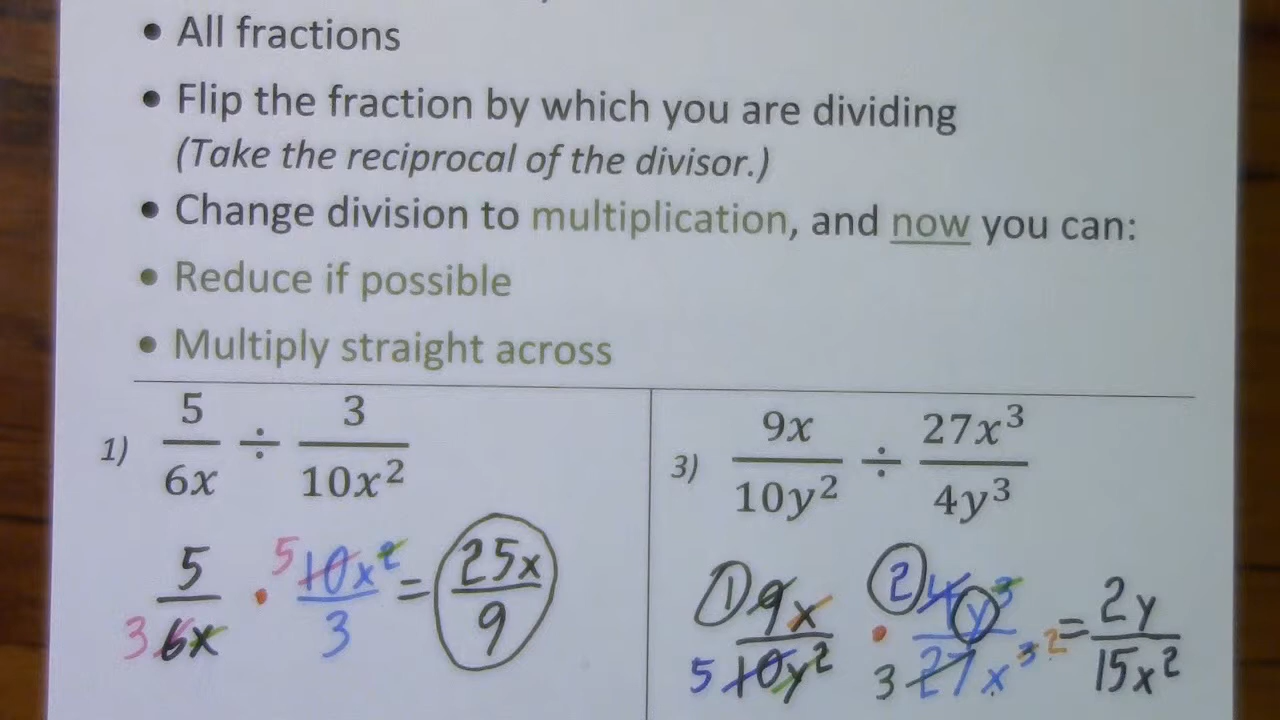 • All fractions
• Flip the fraction by which you are dividing
(Take the reciprocal of the divisor.)
• Change division to multiplication, and now you can:
• Reduce if possible
• Multiply straight across
1) 5/6x ÷ 3/10x²
5/(3 6x) · (5 10x²)/3 = 25x/9
3) 9x/10y² ÷ 27x³/4y³
(1 9x)/(5 10y²) · (2 4y³)/(3 27x³ 2) = 2y/15x²